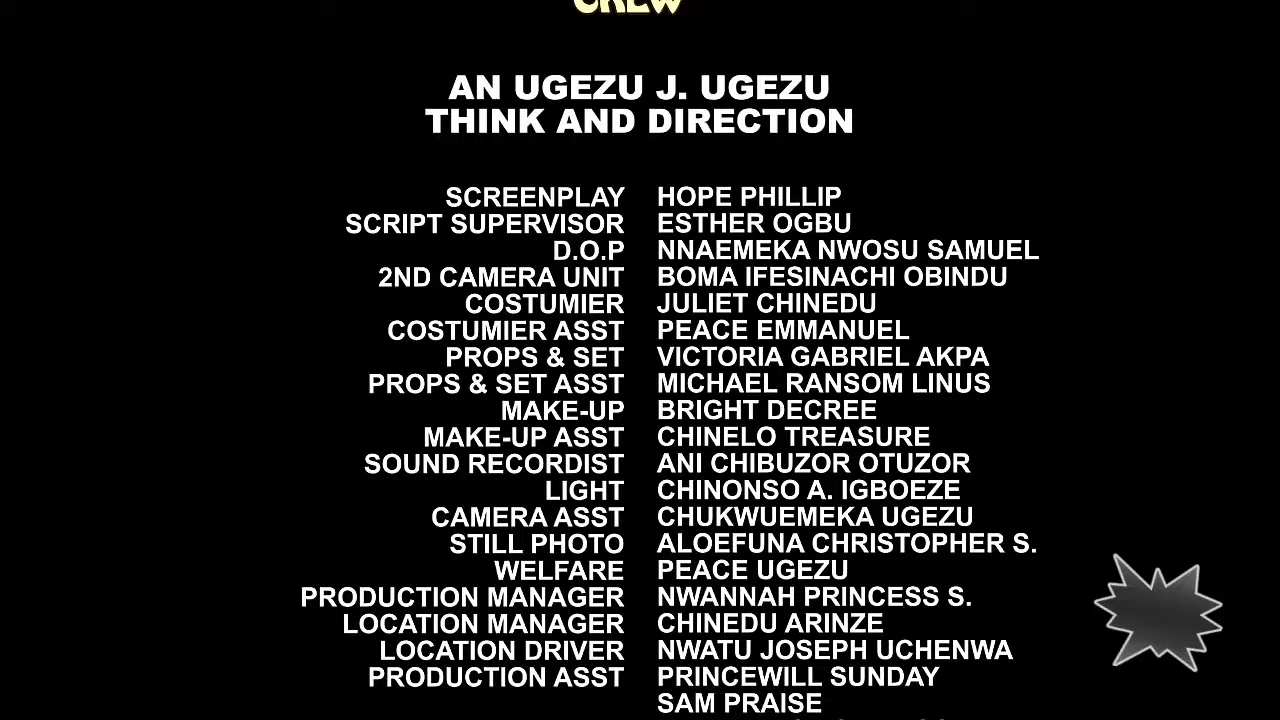 CREW
AN UGEZU J. UGEZU
THINK AND DIRECTION
SCREENPLAY HOPE PHILLIP
SCRIPT SUPERVISOR ESTHER OGBU
D.O.P NNAEMEKA NWOSU SAMUEL
2ND CAMERA UNIT BOMA IFESINACHI OBINDU
COSTUMIER JULIET CHINEDU
COSTUMIER ASST PEACE EMMANUEL
PROPS & SET VICTORIA GABRIEL AKPA
PROPS & SET ASST MICHAEL RANSOM LINUS
MAKE-UP BRIGHT DECREE
MAKE-UP ASST CHINELO TREASURE
SOUND RECORDIST ANI CHIBUZOR OTUZOR
LIGHT CHINONSO A. IGBOEZE
CAMERA ASST CHUKWUEMEKA UGEZU
STILL PHOTO ALOEFUNA CHRISTOPHER S.
WELFARE PEACE UGEZU
PRODUCTION MANAGER NWANNAH PRINCESS S.
LOCATION MANAGER CHINEDU ARINZE
LOCATION DRIVER NWATU JOSEPH UCHENWA
PRODUCTION ASST PRINCEWILL SUNDAY
SAM PRAISE